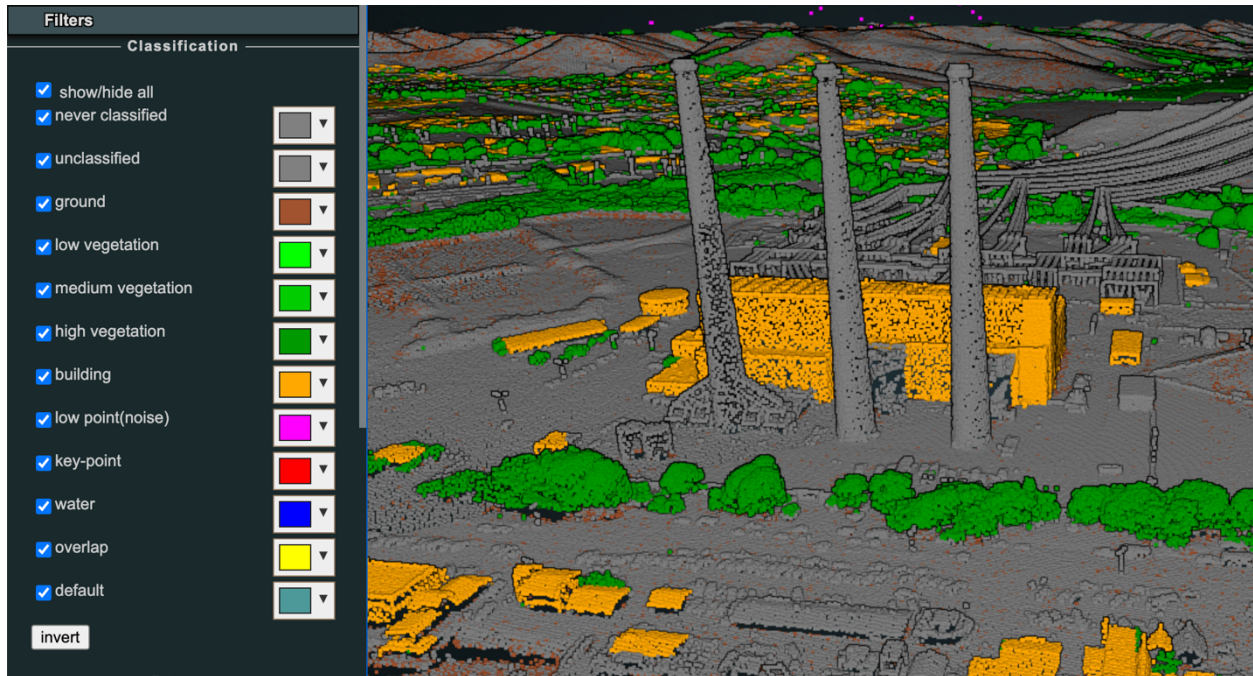 Filters
Classification
show/hide all
never classified
unclassified
ground
low vegetation
medium vegetation
high vegetation
building
low point(noise)
key-point
water
overlap
default
invert